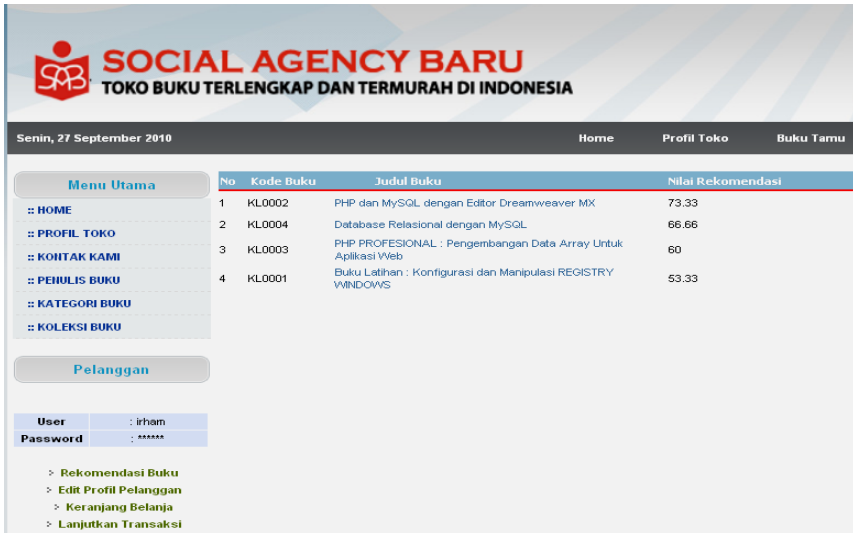 SAB
SOCIAL AGENCY BARU
TOKO BUKU TERLENGKAP DAN TERMURAH DI INDONESIA
Senin, 27 September 2010 Home Profil Toko Buku Tamu
Menu Utama
:: HOME
:: PROFIL TOKO
:: KONTAK KAMI
:: PENULIS BUKU
:: KATEGORI BUKU
:: KOLEKSI BUKU
Pelanggan
User : irham
Password : ******
> Rekomendasi Buku
> Edit Profil Pelanggan
> Keranjang Belanja
> Lanjutkan Transaksi
No Kode Buku Judul Buku Nilai Rekomendasi
1 KL0002 PHP dan MySQL dengan Editor Dreamweaver MX 73.33
2 KL0004 Database Relasional dengan MySQL 66.66
3 KL0003 PHP PROFESIONAL : Pengembangan Data Array Untuk
Aplikasi Web 60
4 KL0001 Buku Latihan : Konfigurasi dan Manipulasi REGISTRY
WINDOWS 53.33